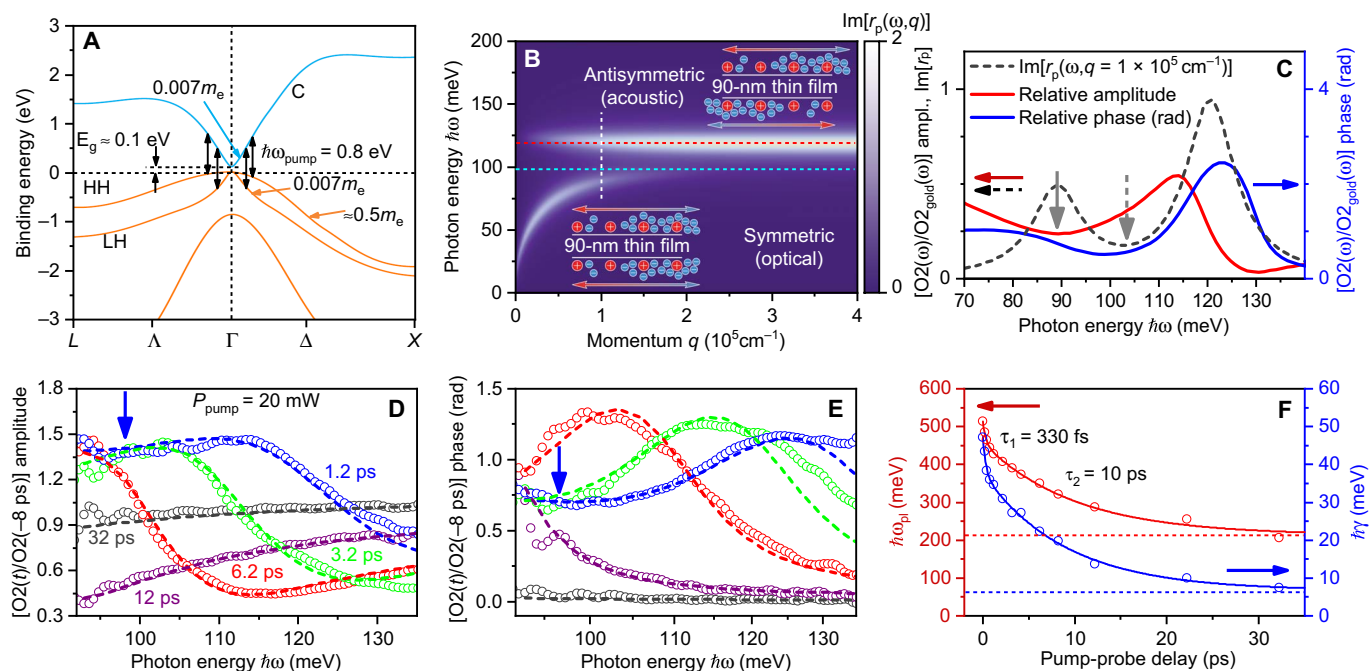 A
Binding energy (eV)
3
2
1
0
−1
−2
−3
0.007mₑ
C
E_g ≈ 0.1 eV
ħω_pump = 0.8 eV
HH
0.007mₑ
≈0.5mₑ
LH
L Λ Γ Δ X
B
Im[r_p(ω,q)]
2
0
Photon energy ħω (meV)
200
160
120
80
40
0
Antisymmetric
(acoustic)
90-nm thin film
90-nm thin film
Symmetric
(optical)
0 1 2 3 4
Momentum q (10⁵cm⁻¹)
C
[O2(ω)/O2_gold(ω)] ampl., Im[r_p]
1
0
Im[r_p(ω,q = 1 × 10⁵ cm⁻¹)]
Relative amplitude
Relative phase (rad)
4
2
0
[O2(ω)/O2_gold(ω)] phase (rad)
70 80 90 100 110 120 130
Photon energy ħω (meV)
D
[O2(t)/O2(−8 ps)] amplitude
1.8
1.5
1.2
0.9
0.6
0.3
P_pump = 20 mW
1.2 ps
32 ps
3.2 ps
6.2 ps
12 ps
100 110 120 130
Photon energy ħω (meV)
E
[O2(t)/O2(−8 ps)] phase (rad)
1.5
1.0
0.5
0.0
100 110 120 130
Photon energy ħω (meV)
F
ħω_pl (meV)
600
500
400
300
200
100
0
τ₁ = 330 fs
τ₂ = 10 ps
60
50
40
30
20
10
0
ħγ (meV)
0 10 20 30
Pump-probe delay (ps)